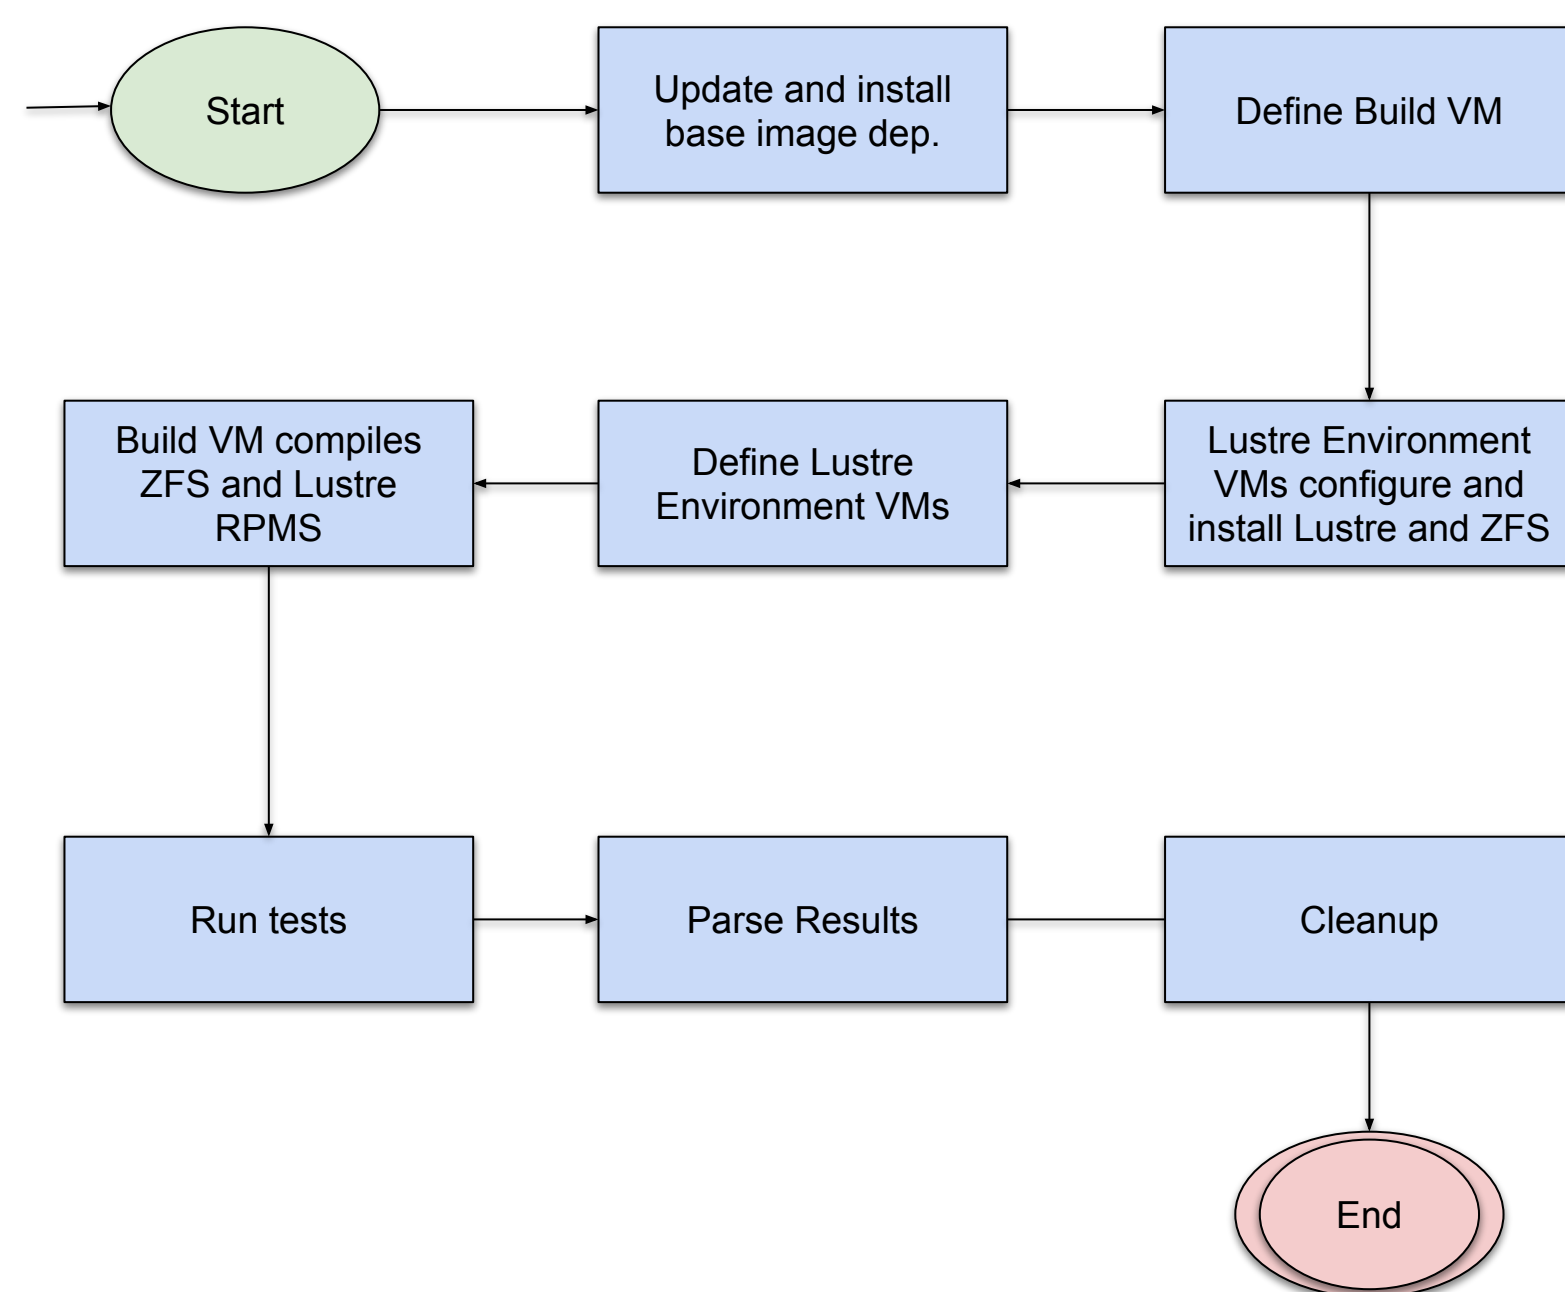 Start
Update and install
base image dep.
Define Build VM
Build VM compiles
ZFS and Lustre
RPMS
Define Lustre
Environment VMs
Lustre Environment
VMs configure and
install Lustre and ZFS
Run tests
Parse Results
Cleanup
End